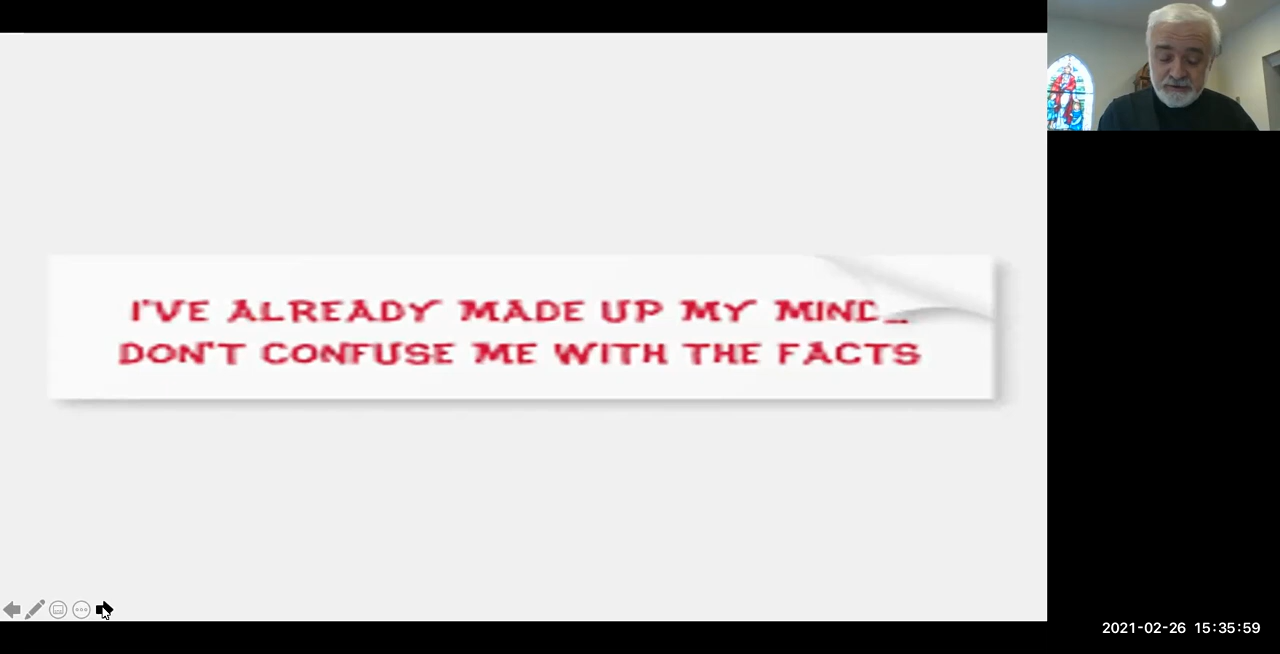 I'VE ALREADY MADE UP MY MIND
DON'T CONFUSE ME WITH THE FACTS
2021-02-26 15:35:59